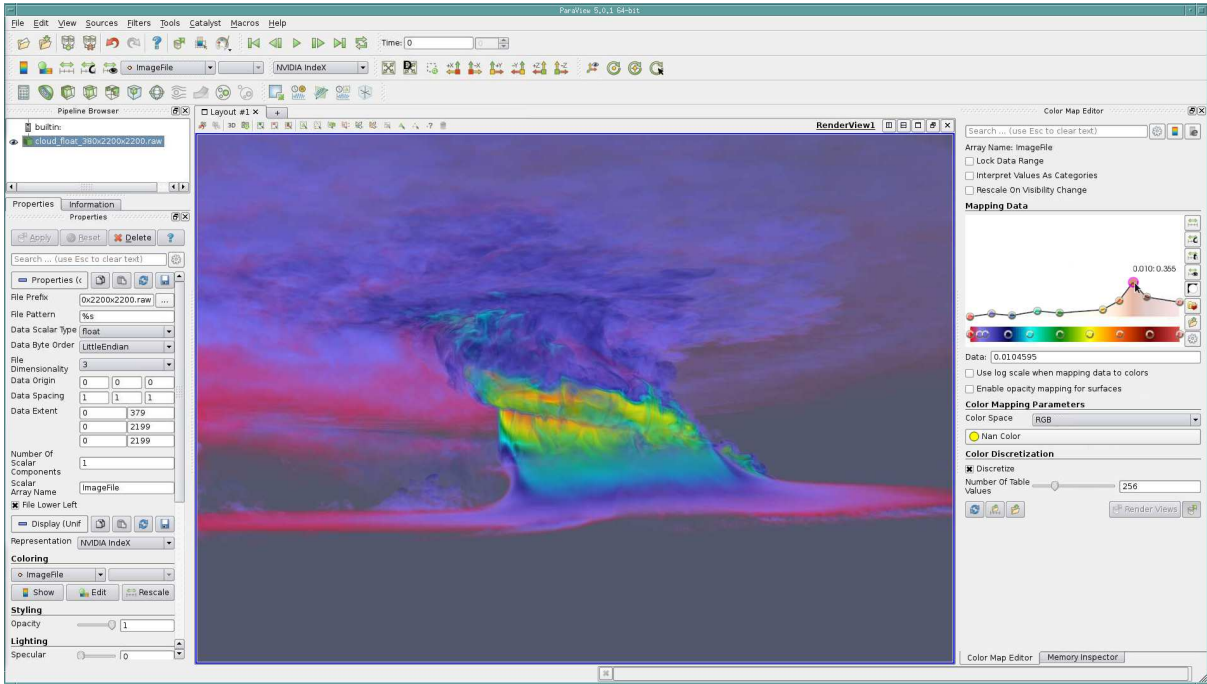 ParaView 5.0.1 64-bit
File Edit View Sources Filters Tools Catalyst Macros Help
Time: 0 0
ImageFile NVIDIA IndeX
Pipeline Browser
builtin:
cloud_float_380x2200x2200.raw
Properties Information
Properties
Apply Reset Delete ?
Search ... (use Esc to clear text)
Properties (c
File Prefix 0x2200x2200.raw ...
File Pattern %s
Data Scalar Type float
Data Byte Order LittleEndian
File
Dimensionality 3
Data Origin 0 0 0
Data Spacing 1 1 1
Data Extent 0 379
0 2199
0 2199
Number Of
Scalar
Components 1
Scalar
Array Name ImageFile
File Lower Left
Display (Unif
Representation NVIDIA IndeX
Coloring
ImageFile
Show Edit Rescale
Styling
Opacity 1
Lighting
Specular 0
Layout #1 +
3D
RenderView1
Color Map Editor
Search ... (use Esc to clear text)
Array Name: ImageFile
Lock Data Range
Interpret Values As Categories
Rescale On Visibility Change
Mapping Data
0.010: 0.355
Data: 0.0104595
Use log scale when mapping data to colors
Enable opacity mapping for surfaces
Color Mapping Parameters
Color Space RGB
Nan Color
Color Discretization
Discretize
Number Of Table
Values 256
Render Views
Color Map Editor Memory Inspector